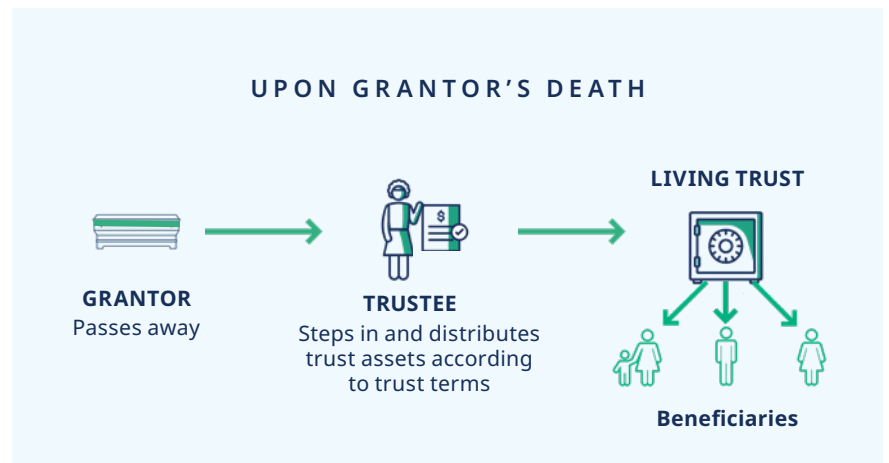 UPON GRANTOR’S DEATH
GRANTOR
Passes away
$
TRUSTEE
Steps in and distributes
trust assets according
to trust terms
LIVING TRUST
Beneficiaries